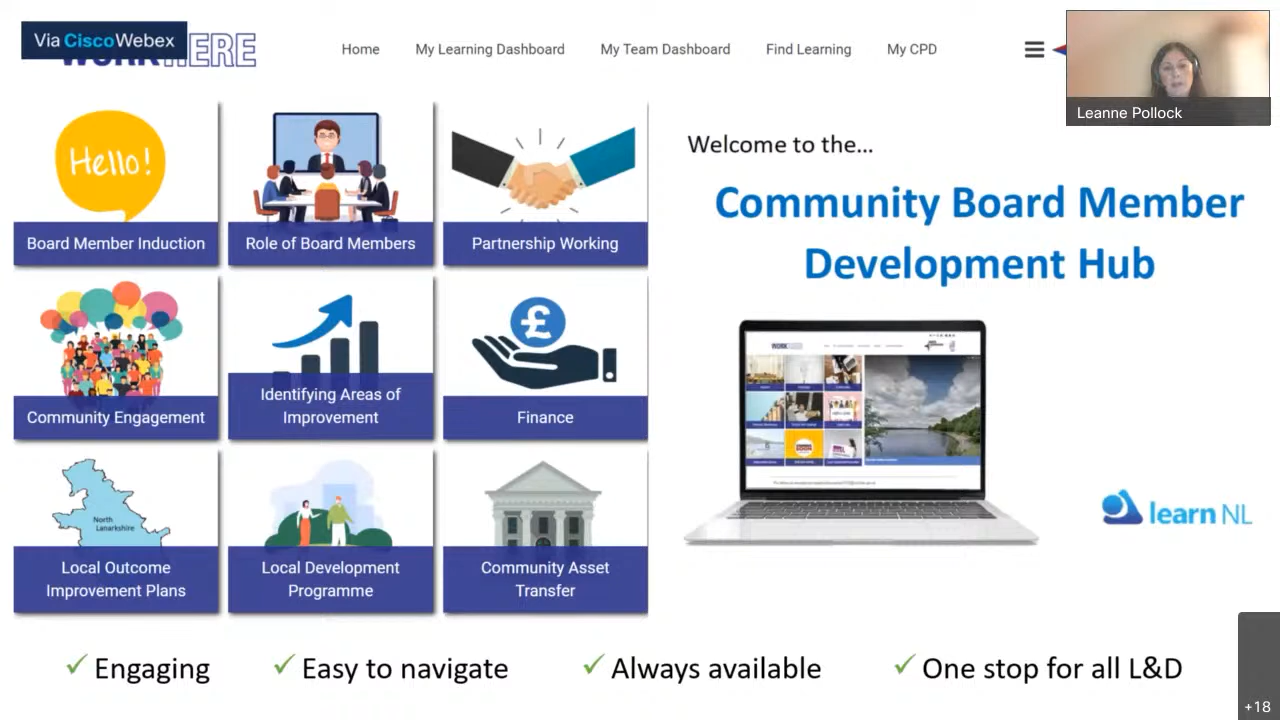 Via CiscoWebex
WORKHERE
Home
My Learning Dashboard
My Team Dashboard
Find Learning
My CPD
Leanne Pollock
Hello!
Board Member Induction
Role of Board Members
Partnership Working
Welcome to the...
Community Board Member
Development Hub
Community Engagement
Identifying Areas of
Improvement
£
Finance
North
Lanarkshire
Local Outcome
Improvement Plans
Local Development
Programme
Community Asset
Transfer
learn NL
✓ Engaging
✓ Easy to navigate
✓ Always available
✓ One stop for all L&D
+18